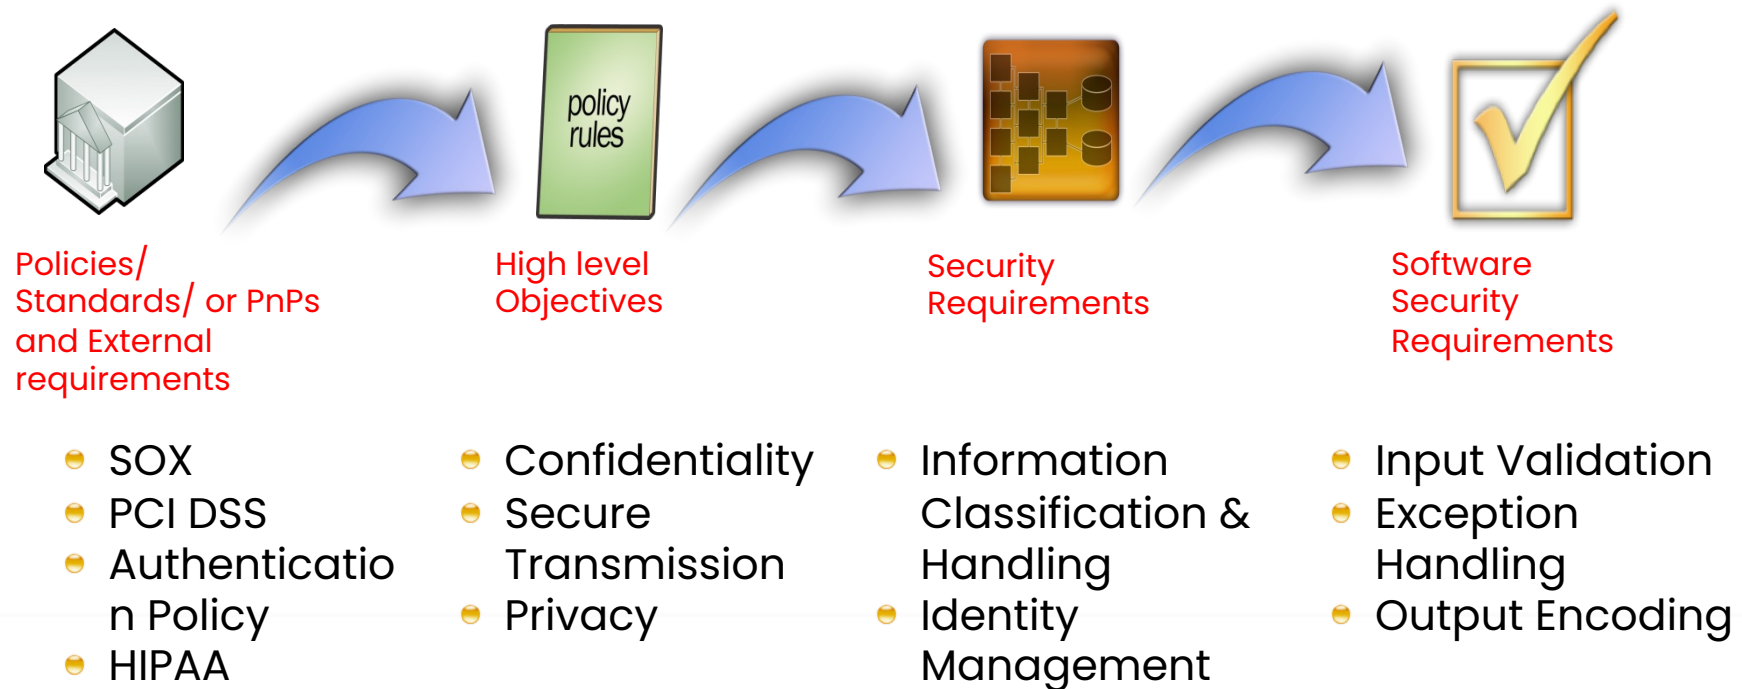 policy
rules
Policies/
Standards/ or PnPs
and External
requirements
High level
Objectives
Security
Requirements
Software
Security
Requirements
SOX
PCI DSS
Authenticatio
n Policy
HIPAA
Confidentiality
Secure
Transmission
Privacy
Information
Classification &
Handling
Identity
Management
Input Validation
Exception
Handling
Output Encoding